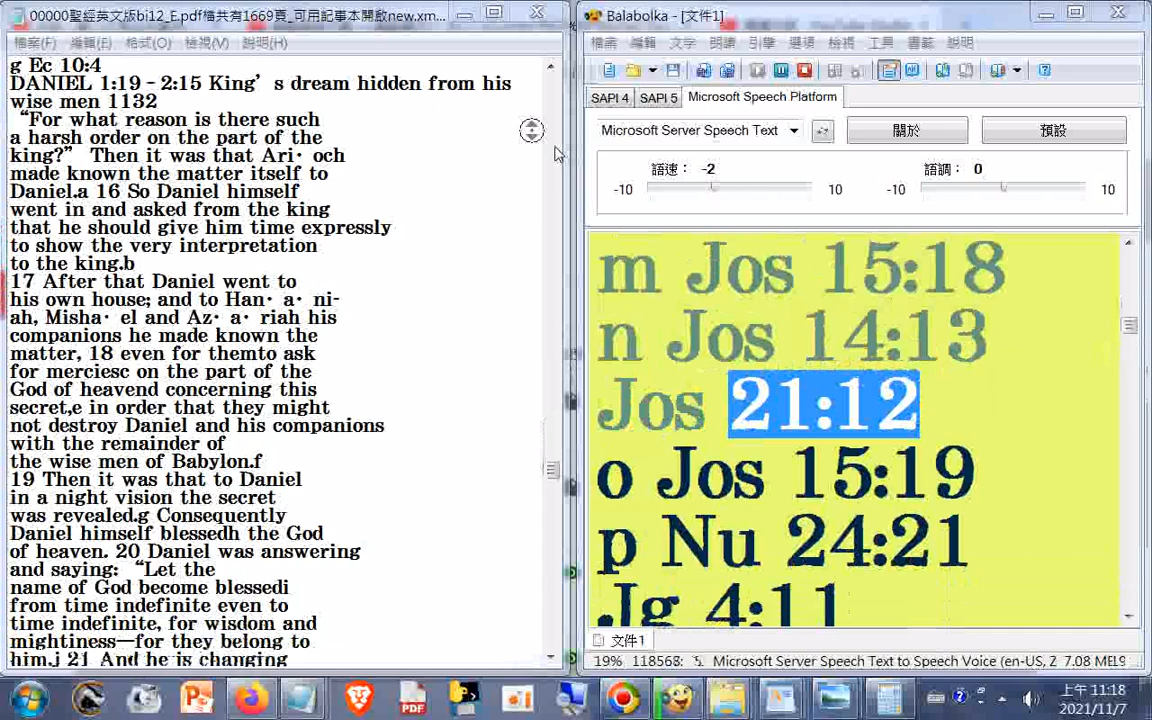 00000聖經英文版bi12_E.pdf檔共有1669頁_可用記事本開啟new.xm...
檔案(F) 編輯(E) 格式(O) 檢視(V) 說明(H)
g Ec 10:4
DANIEL 1:19－2:15 King’s dream hidden from his
wise men 1132
“For what reason is there such
a harsh order on the part of the
king?” Then it was that Ari‧och
made known the matter itself to
Daniel.a 16 So Daniel himself
went in and asked from the king
that he should give him time expressly
to show the very interpretation
to the king.b
17 After that Daniel went to
his own house; and to Han‧a‧ni-
ah, Misha‧el and Az‧a‧riah his
companions he made known the
matter, 18 even for themto ask
for merciesc on the part of the
God of heavend concerning this
secret,e in order that they might
not destroy Daniel and his companions
with the remainder of
the wise men of Babylon.f
19 Then it was that to Daniel
in a night vision the secret
was revealed.g Consequently
Daniel himself blessedh the God
of heaven. 20 Daniel was answering
and saying: “Let the
name of God become blessedi
from time indefinite even to
time indefinite, for wisdom and
mightiness—for they belong to
him.j 21 And he is changing
Balabolka - [文件1]
檔案 編輯 文字 朗讀 引擎 選項 檢視 工具 書籤 說明
SAPI 4 SAPI 5 Microsoft Speech Platform
Microsoft Server Speech Text 關於 預設
語速： -2 語調： 0
-10 10 -10 10
m Jos 15:18
n Jos 14:13
Jos 21:12
o Jos 15:19
p Nu 24:21
Jg 4:11
文件1
19% 118568: Microsoft Server Speech Text to Speech Voice (en-US, 2 7.08 ME
PDF
上午 11:18
2021/11/7